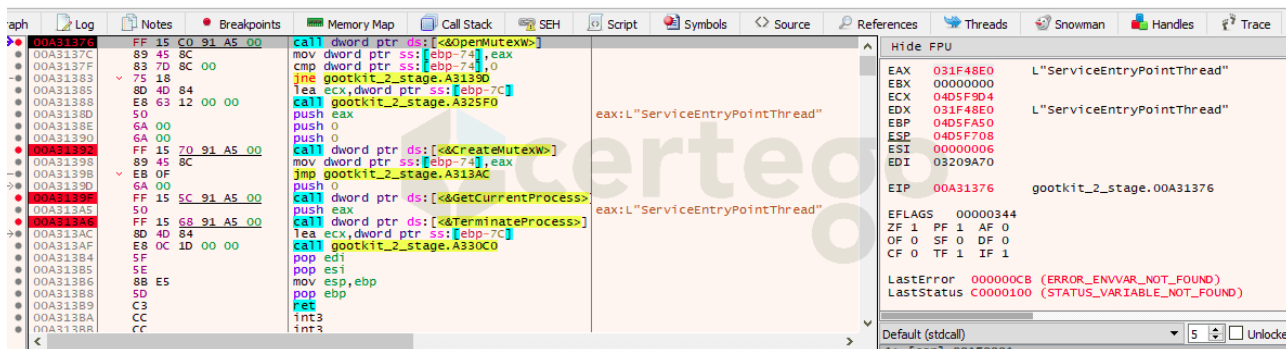 raph Log Notes Breakpoints Memory Map Call Stack SEH Script Symbols Source References Threads Snowman Handles Trace
00A31376 FF 15 C0 91 A5 00 call dword ptr ds:[<&OpenMutexW>]
00A3137C 89 45 8C mov dword ptr ss:[ebp-74],eax
00A3137F 83 7D 8C 00 cmp dword ptr ss:[ebp-74],0
00A31383 75 18 jne gootkit_2_stage.A3139D
00A31385 8D 4D 84 lea ecx,dword ptr ss:[ebp-7C]
00A31388 E8 63 12 00 00 call gootkit_2_stage.A325F0
00A3138D 50 push eax eax:L"ServiceEntryPointThread"
00A3138E 6A 00 push 0
00A31390 6A 00 push 0
00A31392 FF 15 70 91 A5 00 call dword ptr ds:[<&CreateMutexW>]
00A31398 89 45 8C mov dword ptr ss:[ebp-74],eax
00A3139B EB 0F jmp gootkit_2_stage.A313AC
00A3139D 6A 00 push 0
00A3139F FF 15 5C 91 A5 00 call dword ptr ds:[<&GetCurrentProcess>]
00A313A5 50 push eax eax:L"ServiceEntryPointThread"
00A313A6 FF 15 68 91 A5 00 call dword ptr ds:[<&TerminateProcess>]
00A313AC 8D 4D 84 lea ecx,dword ptr ss:[ebp-7C]
00A313AF E8 0C 1D 00 00 call gootkit_2_stage.A330C0
00A313B4 5F pop edi
00A313B5 5E pop esi
00A313B6 8B E5 mov esp,ebp
00A313B8 5D pop ebp
00A313B9 C3 ret
00A313BA CC int3
00A313BB CC int3
certego
Hide FPU
EAX 031F48E0 L"ServiceEntryPointThread"
EBX 00000000
ECX 04D5F9D4
EDX 031F48E0 L"ServiceEntryPointThread"
EBP 04D5FA50
ESP 04D5F708
ESI 00000006
EDI 03209A70
EIP 00A31376 gootkit_2_stage.00A31376
EFLAGS 00000344
ZF 1 PF 1 AF 0
OF 0 SF 0 DF 0
CF 0 TF 1 IF 1
LastError 000000CB (ERROR_ENVVAR_NOT_FOUND)
LastStatus C0000100 (STATUS_VARIABLE_NOT_FOUND)
Default (stdcall) 5 Unlocke